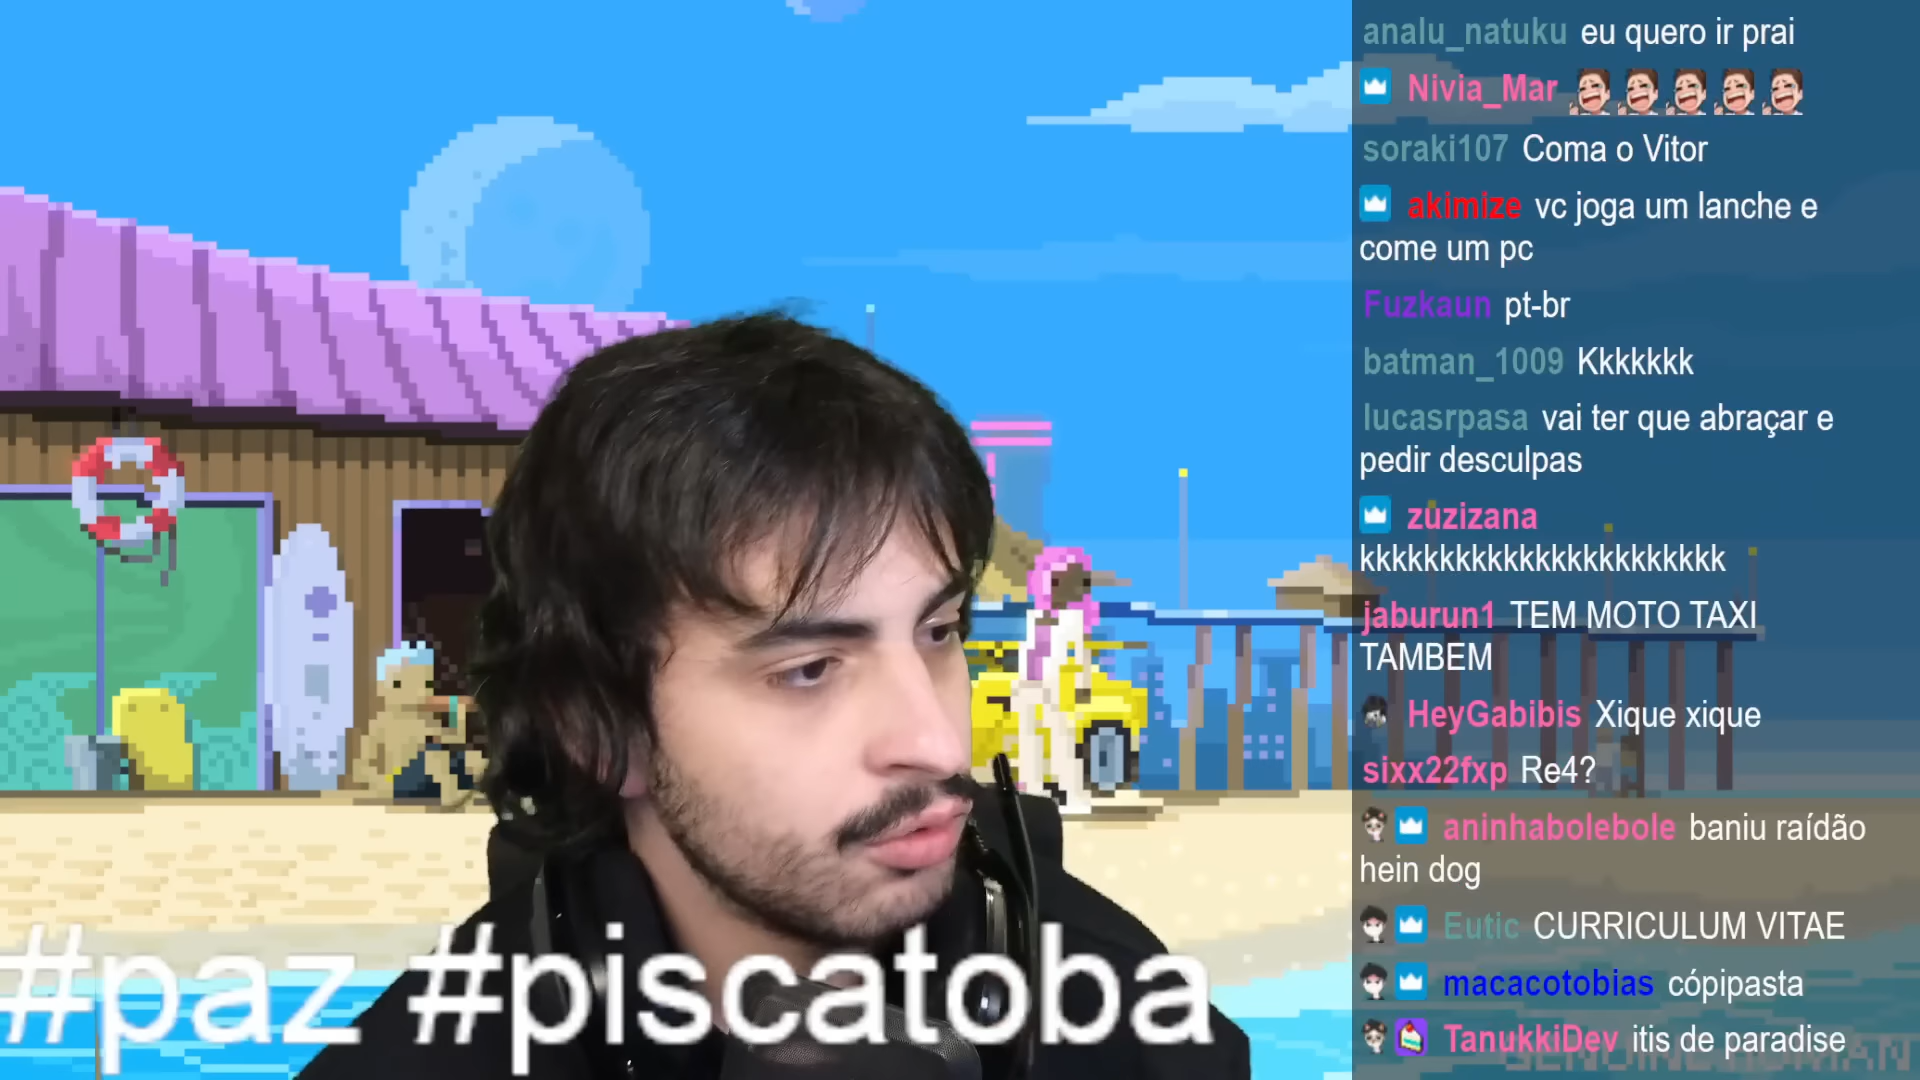 analu_natuku eu quero ir prai
Nivia_Mar
soraki107 Coma o Vitor
akimize vc joga um lanche e
come um pc
Fuzkaun pt-br
batman_1009 Kkkkkkk
lucasrpasa vai ter que abraçar e
pedir desculpas
zuzizana
kkkkkkkkkkkkkkkkkkkkkkk
jaburun1 TEM MOTO TAXI
TAMBEM
HeyGabibis Xique xique
sixx22fxp Re4?
aninhabolebole baniu raídão
hein dog
Eutic CURRICULUM VITAE
macacotobias cópipasta
TanukkiDev itis de paradise
#paz #piscatoba